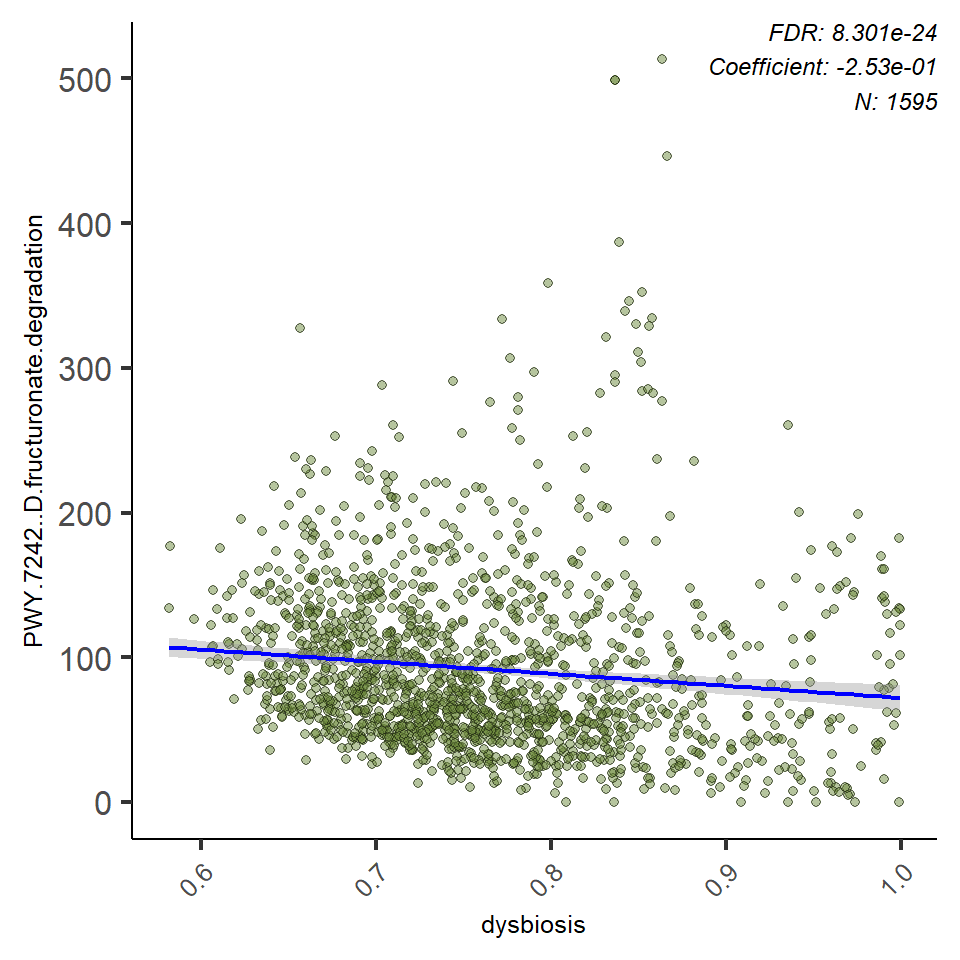 FDR: 8.301e-24
Coefficient: -2.53e-01
N: 1595
PWY.7242..D.fructuronate.degradation
500
400
300
200
100
0
0.6
0.7
0.8
0.9
1.0
dysbiosis